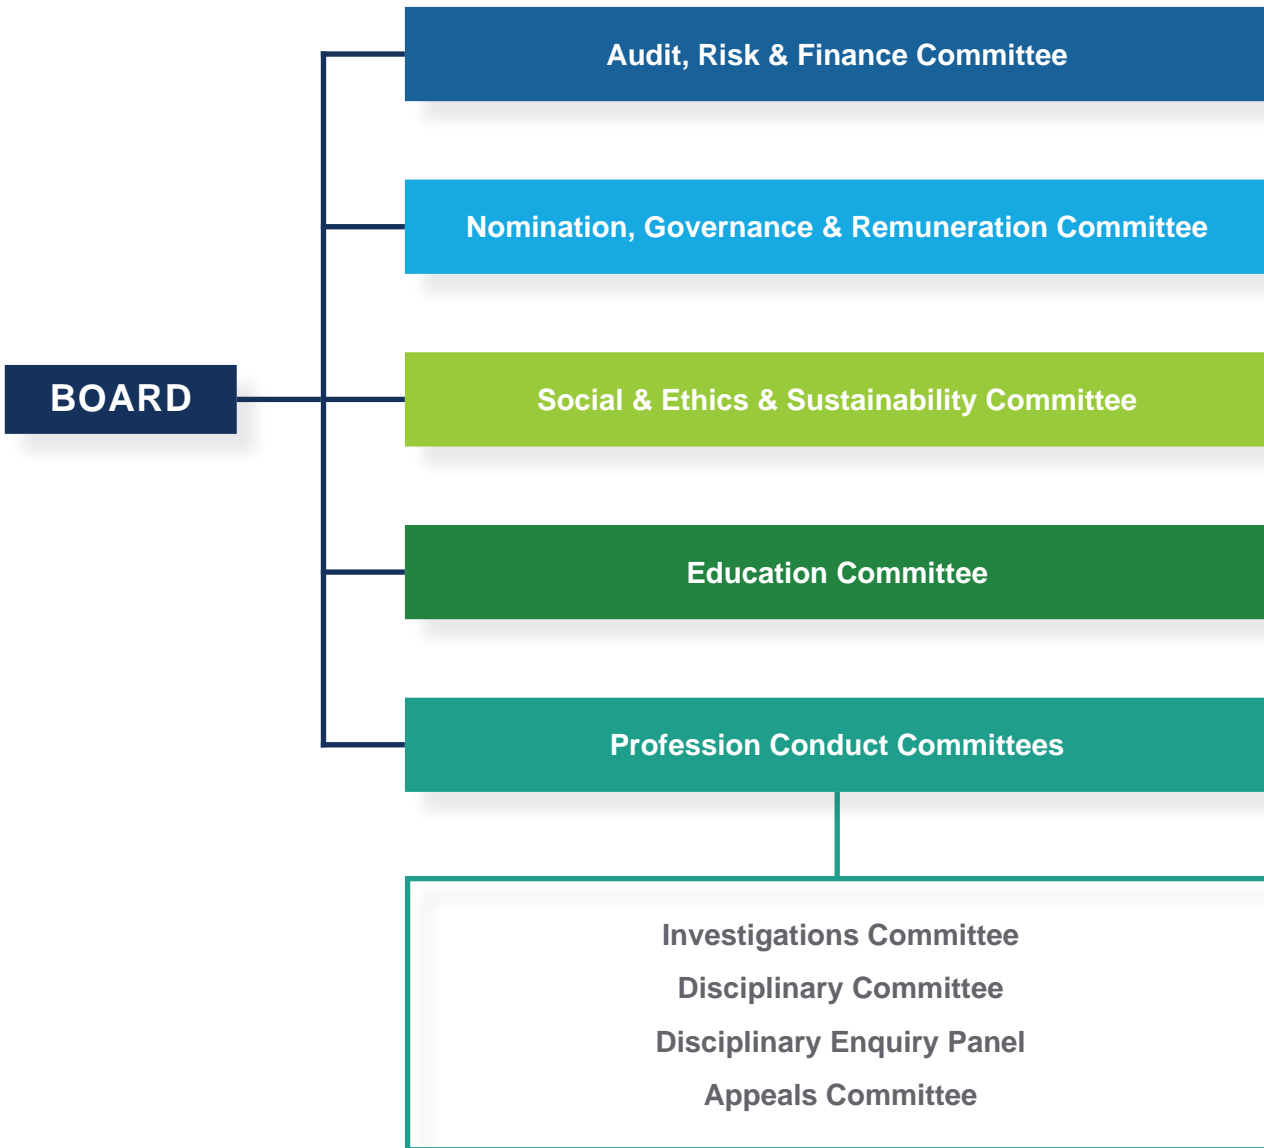 Audit, Risk & Finance Committee
Nomination, Governance & Remuneration Committee
BOARD
Social & Ethics & Sustainability Committee
Education Committee
Profession Conduct Committees
Investigations Committee
Disciplinary Committee
Disciplinary Enquiry Panel
Appeals Committee